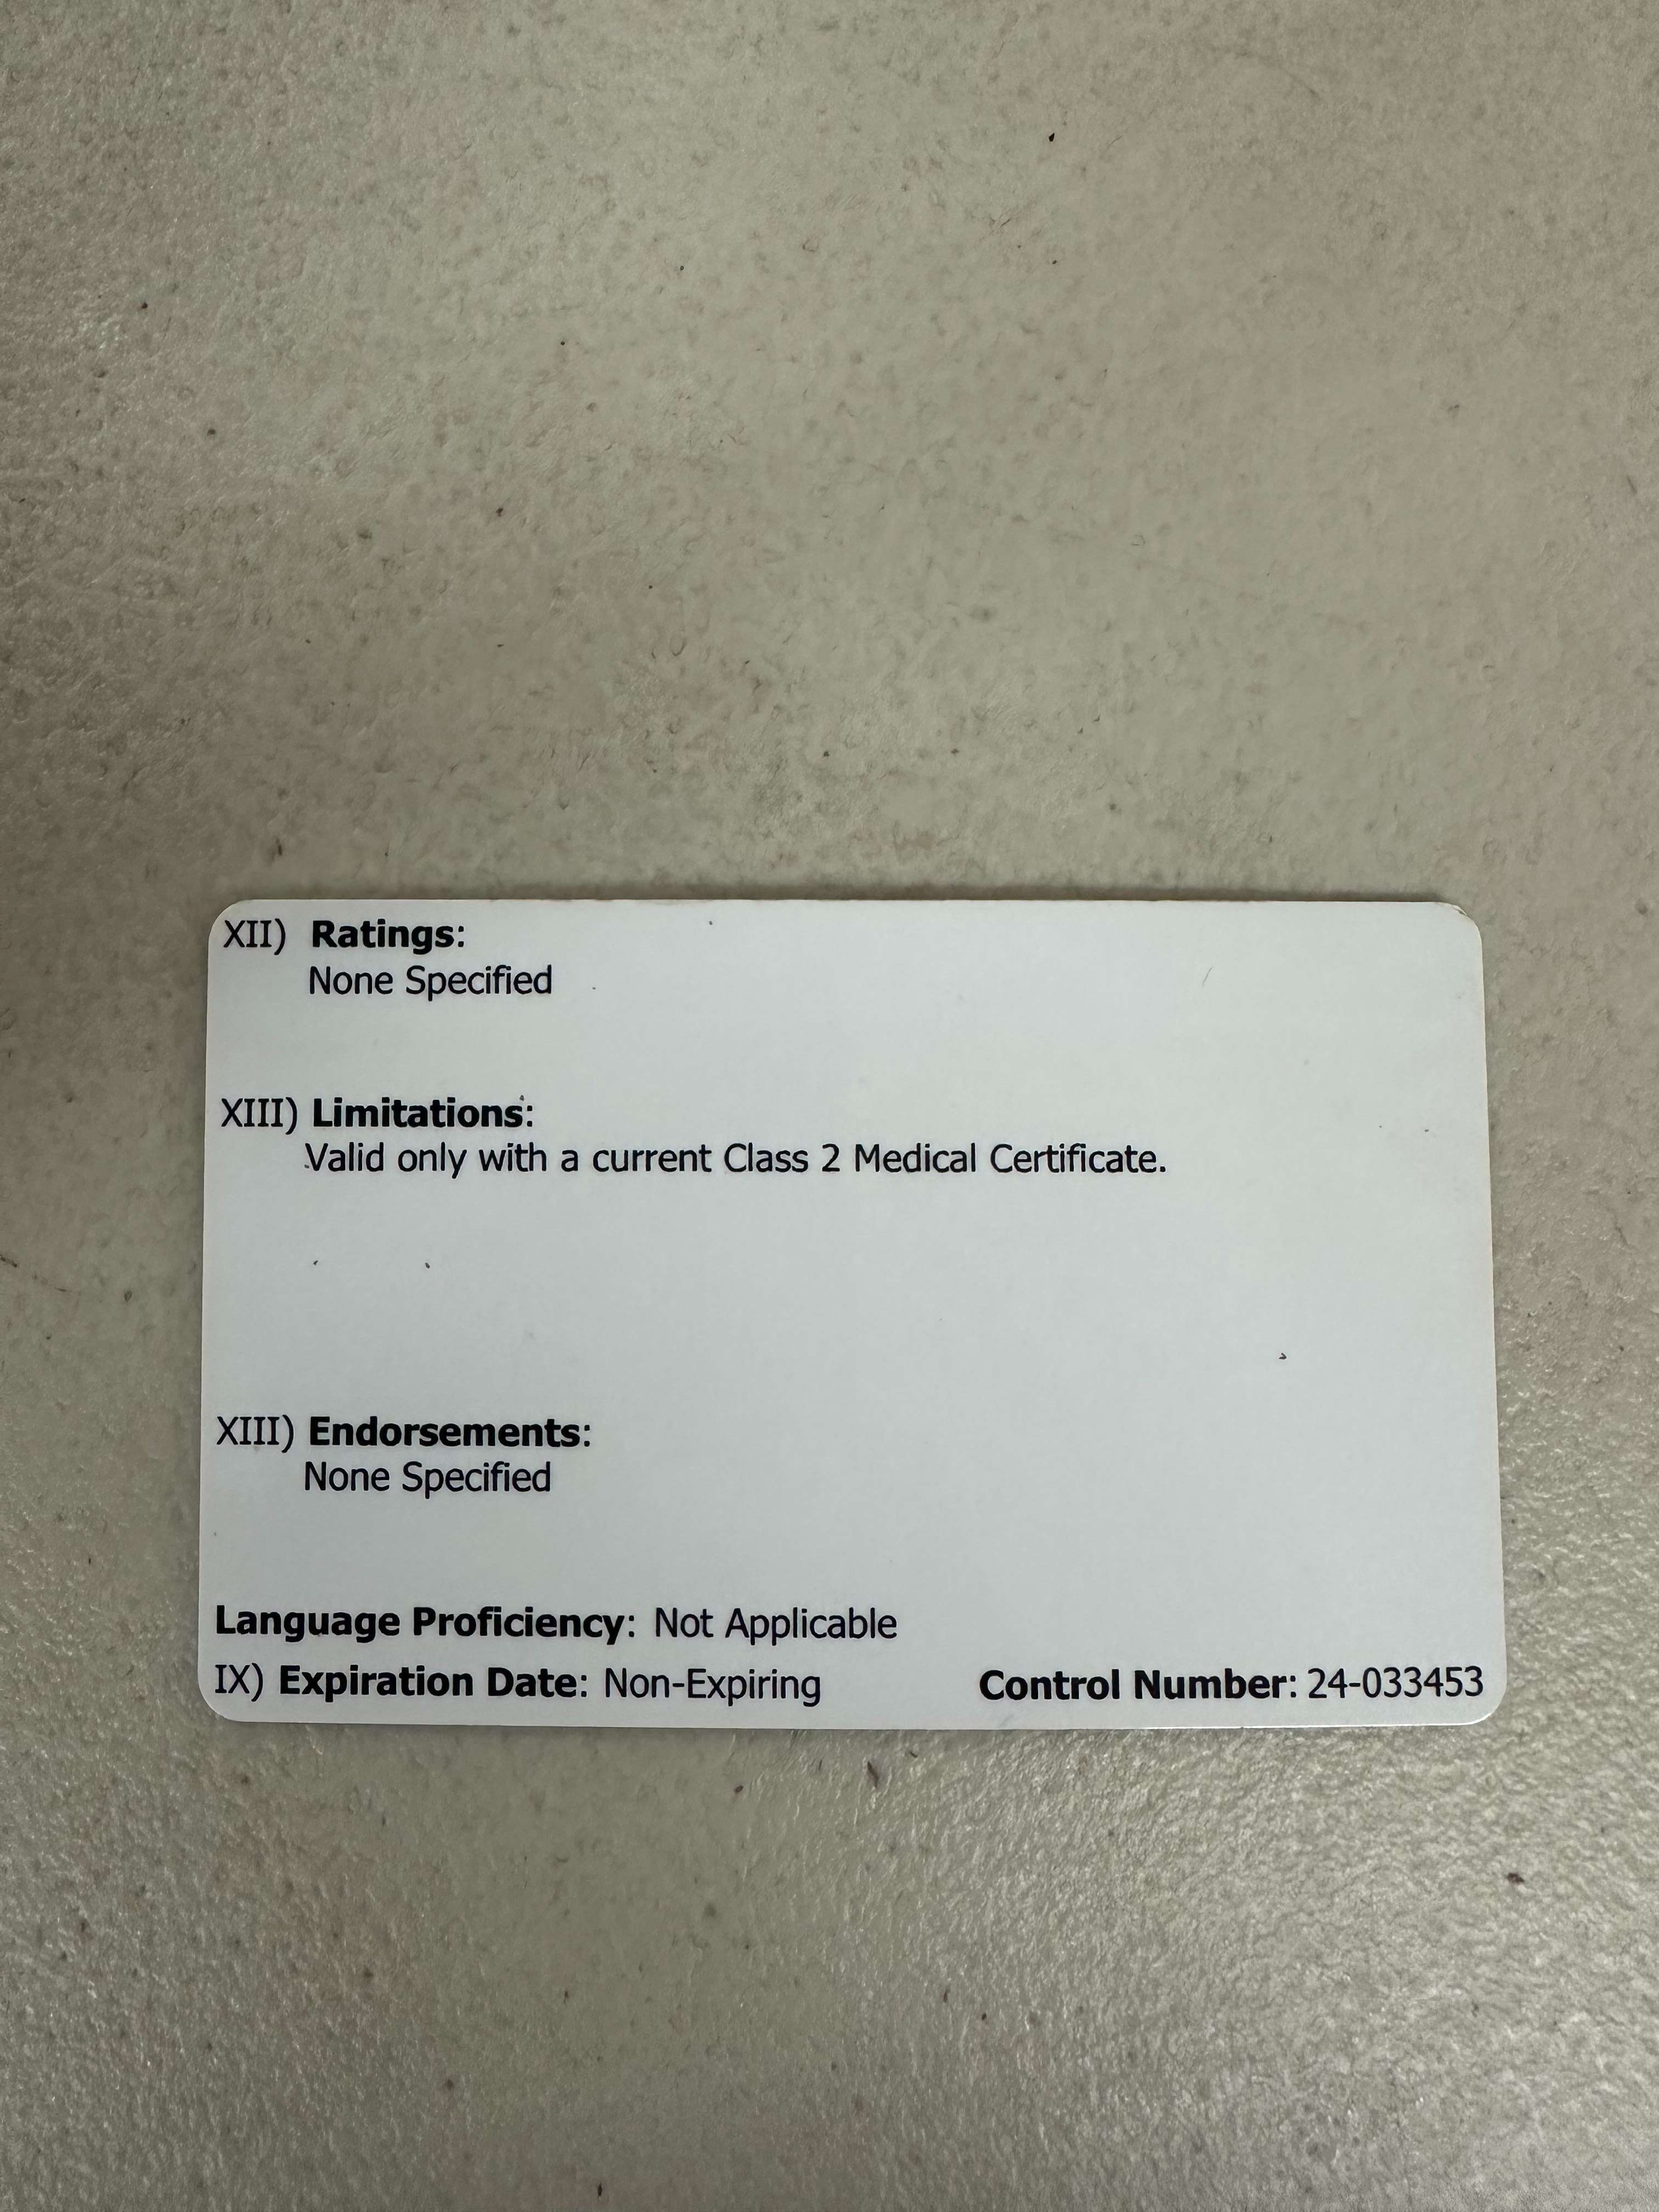 XII) Ratings:
None Specified
XIII) Limitations:
Valid only with a current Class 2 Medical Certificate.
XIII) Endorsements:
None Specified
Language Proficiency: Not Applicable
IX) Expiration Date: Non-Expiring Control Number: 24-033453